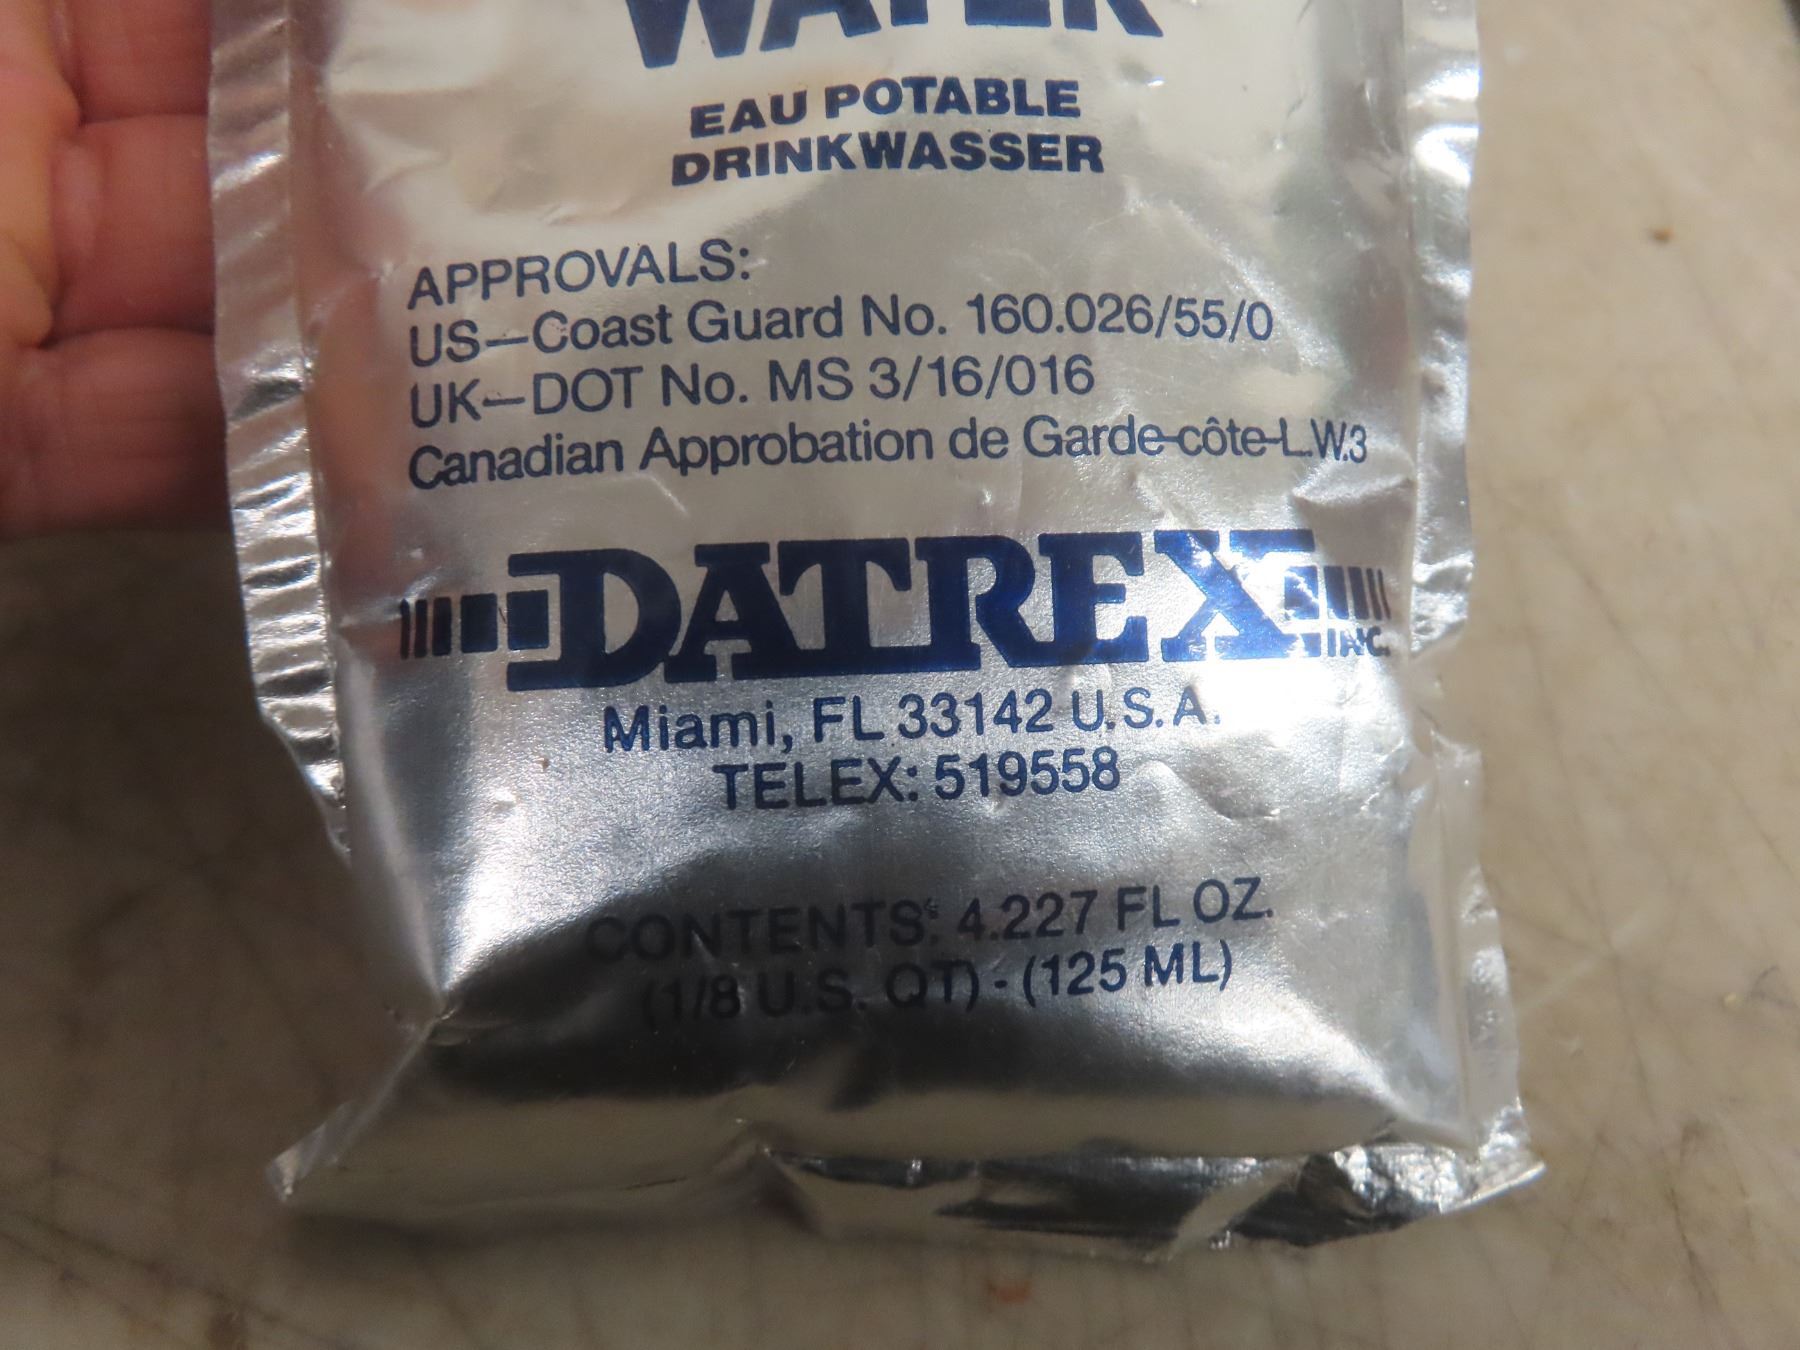 WATER
EAU POTABLE
DRINKWASSER
APPROVALS:
US—Coast Guard No. 160.026/55/0
UK—DOT No. MS 3/16/016
Canadian Approbation de Garde-côte-L.W.3
DATREX INC.
Miami, FL 33142 U.S.A.
TELEX: 519558
CONTENTS: 4.227 FL OZ.
(1/8 U.S. QT) - (125 ML)